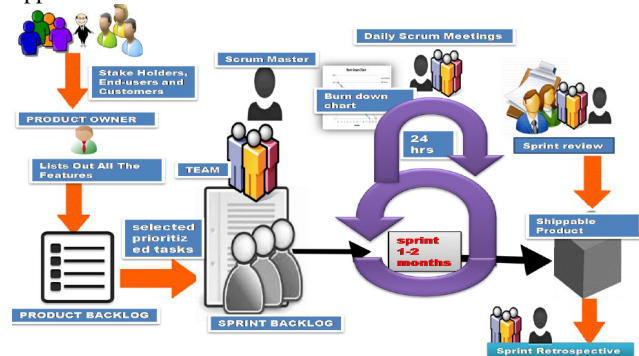 Stake Holders,
End-users and
Customers
PRODUCT OWNER
Lists Out All The
Features
PRODUCT BACKLOG
selected
prioritiz
ed tasks
TEAM
SPRINT BACKLOG
Scrum Master
Burn down
chart
Daily Scrum Meetings
24
hrs
sprint
1-2
months
Sprint review
Shippable
Product
Sprint Retrospective